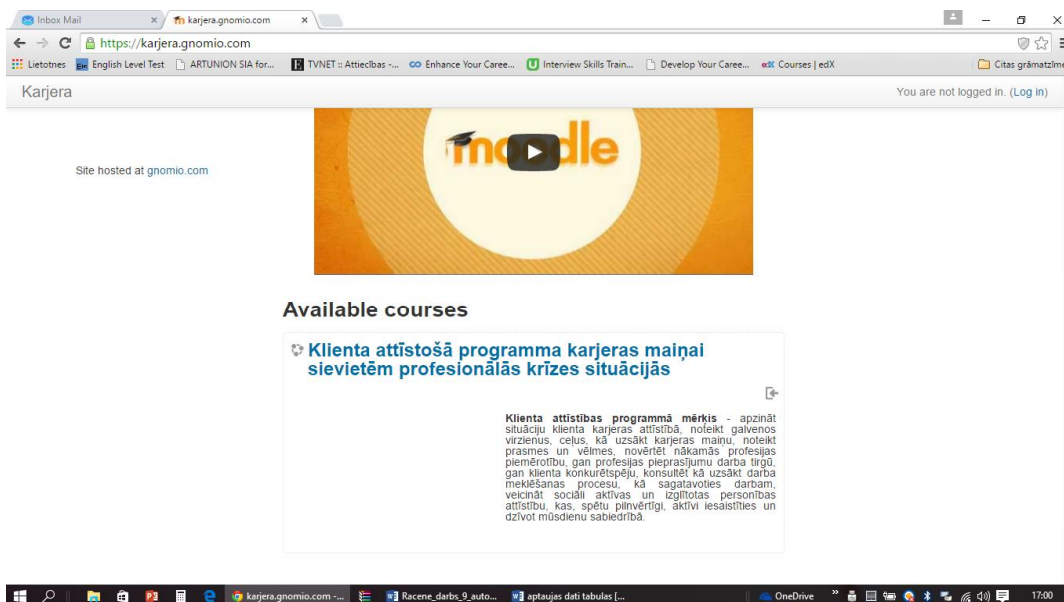 Inbox Mail
karjera.gnomio.com
https://karjera.gnomio.com
Lietotnes
English Level Test
ARTUNION SIA for...
TVNET :: Attiecības -...
Enhance Your Caree...
Interview Skills Train...
Develop Your Caree...
edX Courses | edX
Citas grāmatzīme
Karjera
You are not logged in. (Log in)
moodle
Site hosted at gnomio.com
Available courses
Klienta attīstošā programma karjeras maiņai
sievietēm profesionālās krīzes situācijās
Klienta attīstības programmā mērķis - apzināt
situāciju klienta karjeras attīstībā, noteikt galvenos
virzienus, ceļus, kā uzsākt karjeras maiņu, noteikt
prasmes un vēlmes, novērtēt nākamās profesijas
piemērotību, gan profesijas pieprasījumu darba tirgū,
gan klienta konkurētspēju, konsultēt kā uzsākt darba
meklēšanas procesu, kā sagatavoties darbam,
veicināt sociāli aktīvas un izglītotas personības
attīstību, kas, spētu pilnvērtīgi, aktīvi iesaistīties un
dzīvot mūsdienu sabiedrībā.
karjera.gnomio.com -...
Racene_darbs_9_auto...
aptaujas dati tabulas [...
OneDrive
17:00